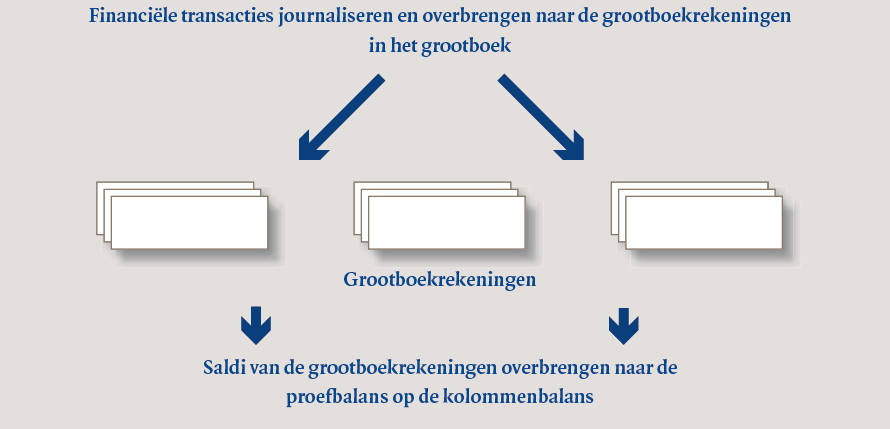 Financiële transacties journaliseren en overbrengen naar de grootboekrekeningen
in het grootboek
Grootboekrekeningen
Saldi van de grootboekrekeningen overbrengen naar de
proefbalans op de kolommenbalans